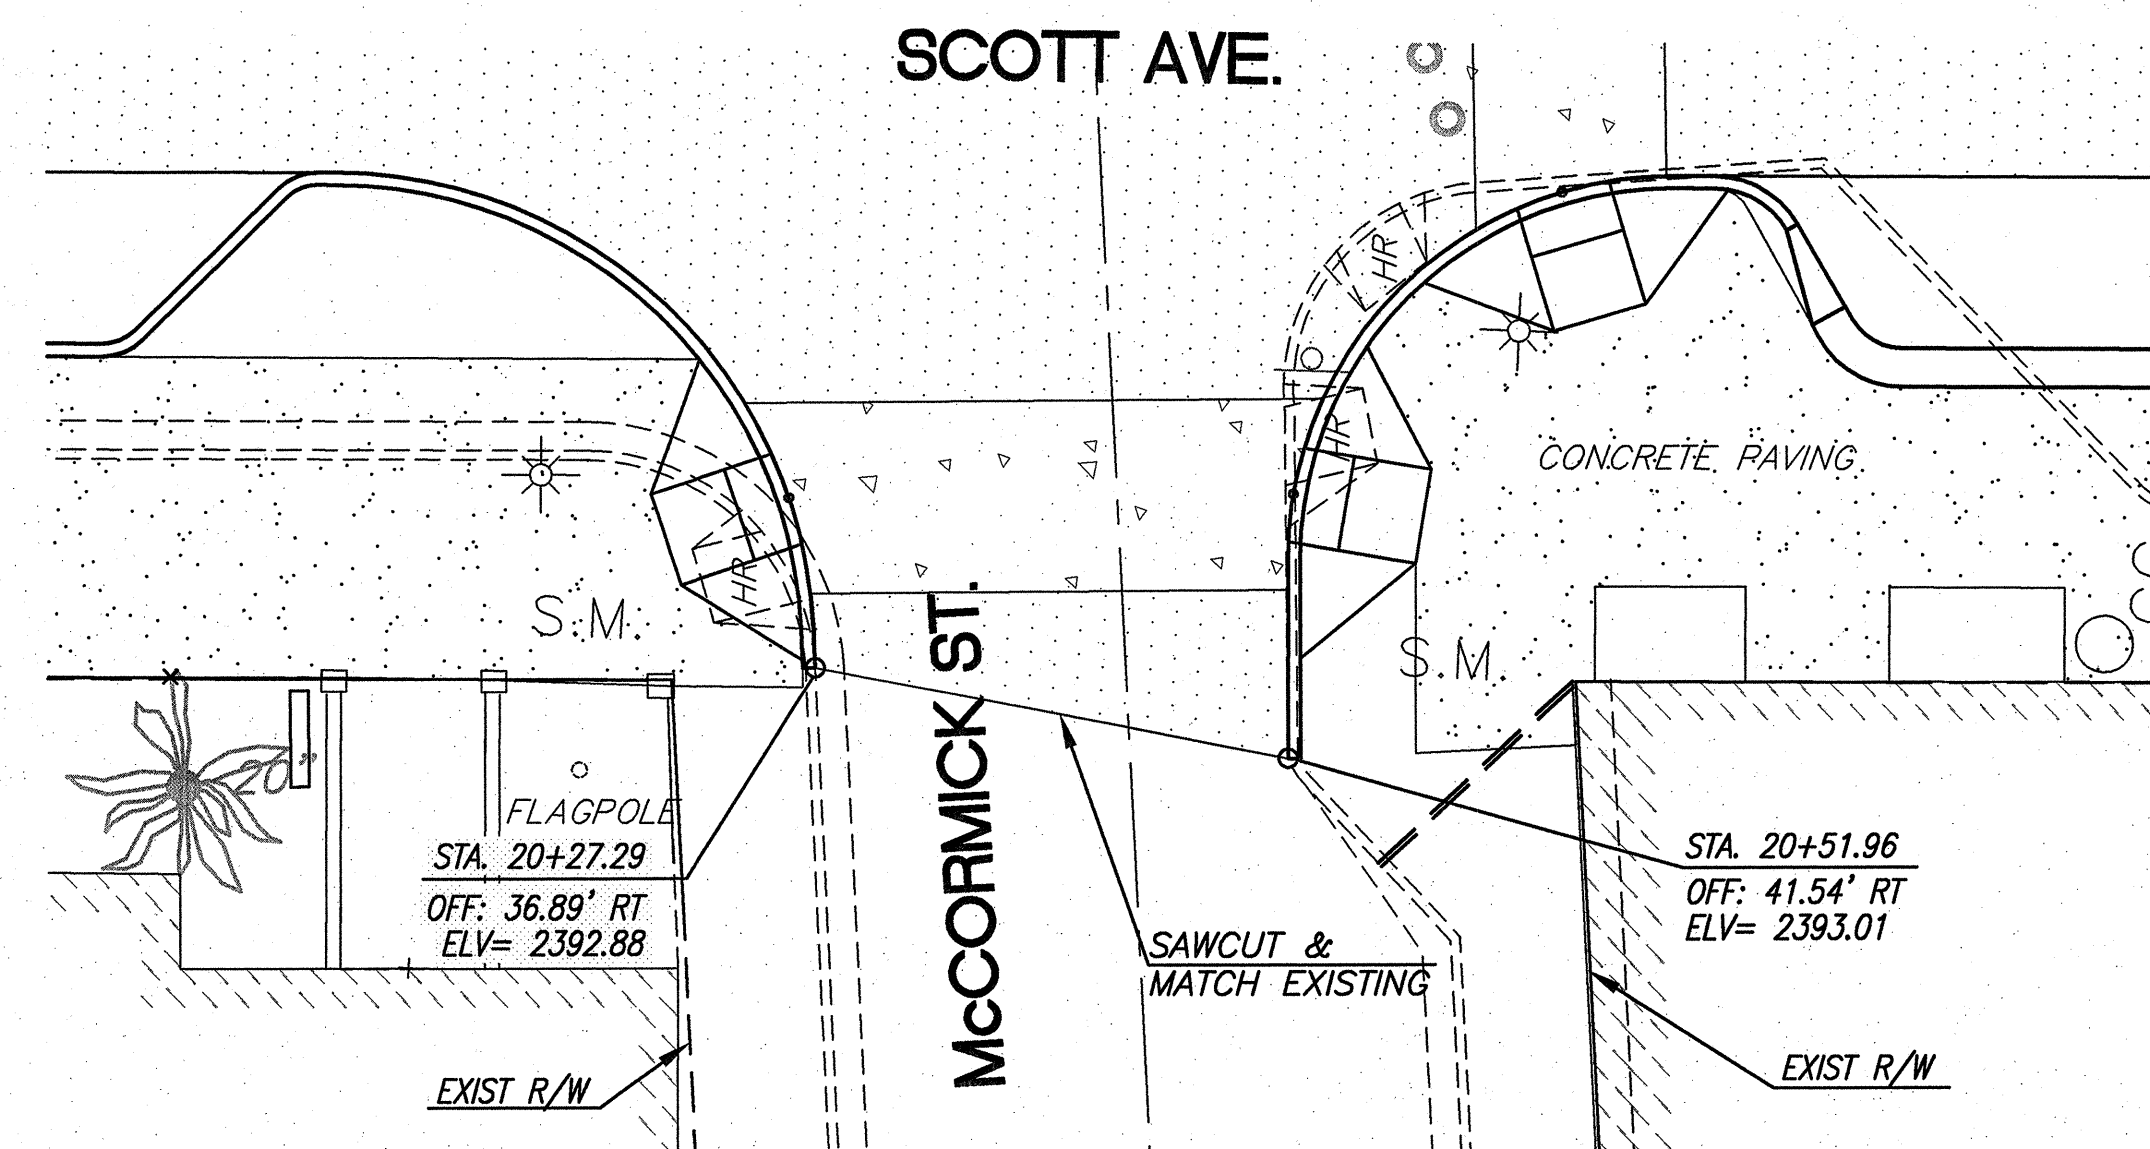 SCOTT AVE.
HR
HR
CONCRETE PAVING
HR
S.M.
S.M.
McCORMICK ST.
20"
FLAGPOLE
STA. 20+27.29
OFF: 36.89' RT
ELV= 2392.88
STA. 20+51.96
OFF: 41.54' RT
ELV= 2393.01
SAWCUT &
MATCH EXISTING
EXIST R/W
EXIST R/W